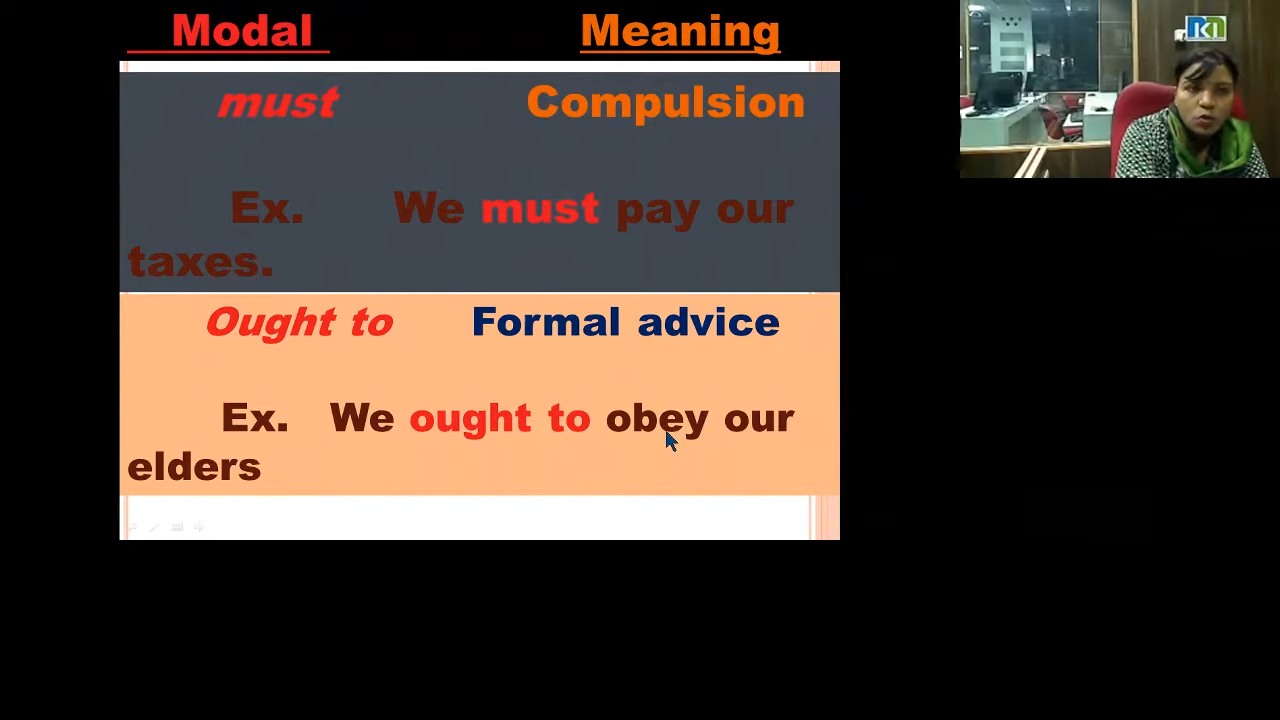 Modal Meaning
must Compulsion
Ex. We must pay our
taxes.
Ought to Formal advice
Ex. We ought to obey our
elders